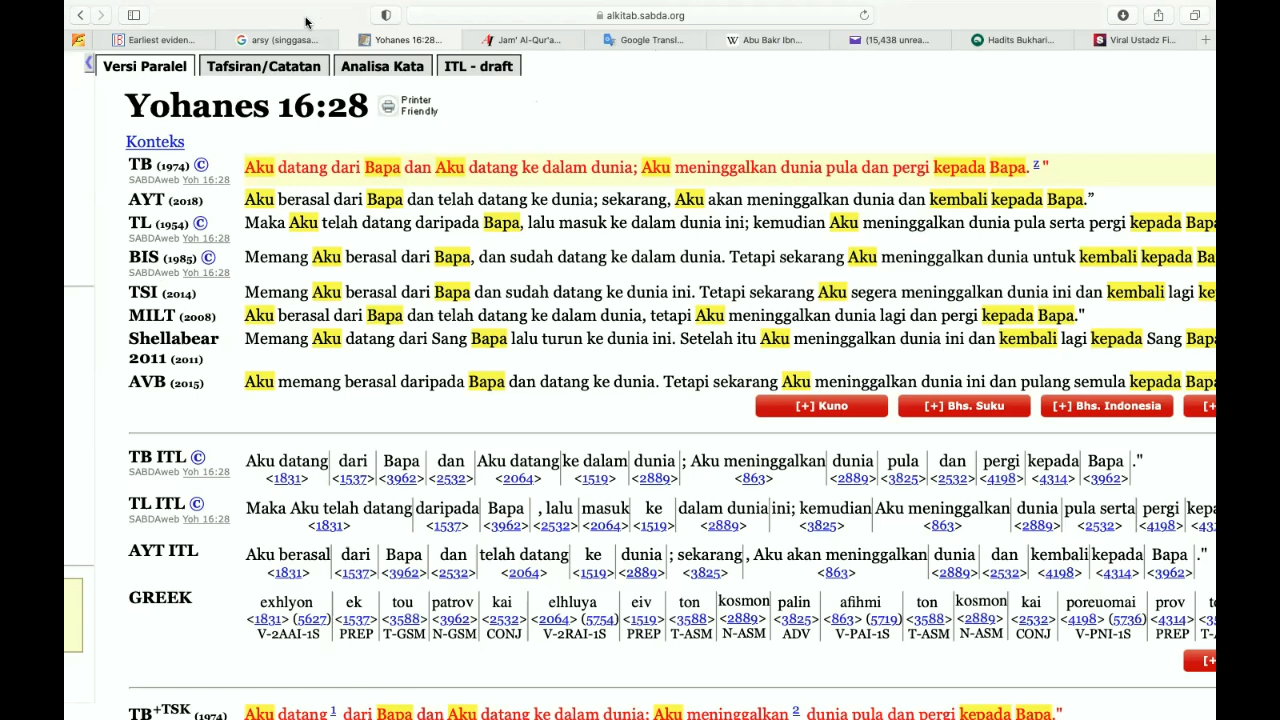 alkitab.sabda.org
Earliest eviden...
arsy (singgasa...
Yohanes 16:28...
Jam' Al-Qur'a...
Google Transl...
W Abu Bakr Ibn...
(15,438 unrea...
Hadits Bukhari...
S Viral Ustadz Fi...
Versi Paralel
Tafsiran/Catatan
Analisa Kata
ITL - draft
Yohanes 16:28
Printer
Friendly
Konteks
TB (1974) © Aku datang dari Bapa dan Aku datang ke dalam dunia; Aku meninggalkan dunia pula dan pergi kepada Bapa. z "
SABDAweb Yoh 16:28
AYT (2018) Aku berasal dari Bapa dan telah datang ke dunia; sekarang, Aku akan meninggalkan dunia dan kembali kepada Bapa.”
TL (1954) © Maka Aku telah datang daripada Bapa, lalu masuk ke dalam dunia ini; kemudian Aku meninggalkan dunia pula serta pergi kepada Bapa
SABDAweb Yoh 16:28
BIS (1985) © Memang Aku berasal dari Bapa, dan sudah datang ke dalam dunia. Tetapi sekarang Aku meninggalkan dunia untuk kembali kepada Ba
SABDAweb Yoh 16:28
TSI (2014) Memang Aku berasal dari Bapa dan sudah datang ke dunia ini. Tetapi sekarang Aku segera meninggalkan dunia ini dan kembali lagi ke
MILT (2008) Aku berasal dari Bapa dan telah datang ke dalam dunia, tetapi Aku meninggalkan dunia lagi dan pergi kepada Bapa."
Shellabear Memang Aku datang dari Sang Bapa lalu turun ke dunia ini. Setelah itu Aku meninggalkan dunia ini dan kembali lagi kepada Sang Bapa
2011 (2011)
AVB (2015) Aku memang berasal daripada Bapa dan datang ke dunia. Tetapi sekarang Aku meninggalkan dunia ini dan pulang semula kepada Bapa
[+] Kuno [+] Bhs. Suku [+] Bhs. Indonesia [+
TB ITL © Aku datang dari Bapa dan Aku datang ke dalam dunia ; Aku meninggalkan dunia pula dan pergi kepada Bapa ."
SABDAweb Yoh 16:28 <1831> <1537> <3962> <2532> <2064> <1519> <2889> <863> <2889> <3825> <2532> <4198> <4314> <3962>
TL ITL © Maka Aku telah datang daripada Bapa , lalu masuk ke dalam dunia ini; kemudian Aku meninggalkan dunia pula serta pergi kepa
SABDAweb Yoh 16:28 <1831> <1537> <3962> <2532> <2064> <1519> <2889> <3825> <863> <2889> <2532> <4198> <431
AYT ITL Aku berasal dari Bapa dan telah datang ke dunia ; sekarang , Aku akan meninggalkan dunia dan kembali kepada Bapa ."
<1831> <1537> <3962> <2532> <2064> <1519> <2889> <3825> <863> <2889> <2532> <4198> <4314> <3962>
GREEK exhlyon ek tou patrov kai elhluya eiv ton kosmon palin afihmi ton kosmon kai poreuomai prov to
<1831> (5627) <1537> <3588> <3962> <2532> <2064> (5754) <1519> <3588> <2889> <3825> <863> (5719) <3588> <2889> <2532> <4198> (5736) <4314> <35
V-2AAI-1S PREP T-GSM N-GSM CONJ V-2RAI-1S PREP T-ASM N-ASM ADV V-PAI-1S T-ASM N-ASM CONJ V-PNI-1S PREP T-A
[+
TB+TSK (1974) Aku datang 1 dari Bapa dan Aku datang ke dalam dunia; Aku meninggalkan 2 dunia pula dan pergi kepada Bapa."